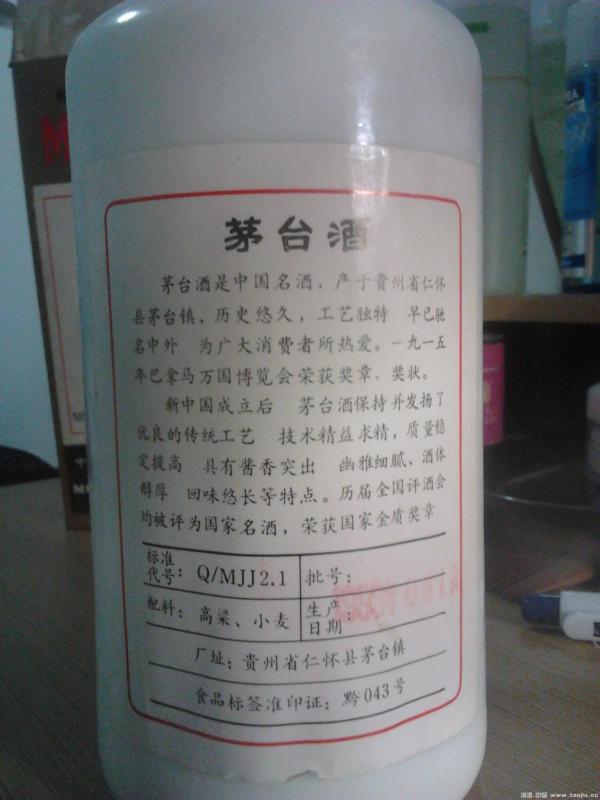 茅台酒
茅台酒是中国名酒，产于贵州省仁怀
县茅台镇，历史悠久，工艺独特　早已驰
名中外　为广大消费者所热爱。一九一五
年巴拿马万国博览会荣获奖章、奖状。
新中国成立后　茅台酒保持并发扬了
优良的传统工艺　技术精益求精，质量稳
定提高　具有酱香突出　幽雅细腻、酒体
醇厚　回味悠长等特点。历届全国评酒会
均被评为国家名酒，荣获国家金质奖章
标准代号：Q/MJJ2.1　批号：
配料：高粱、小麦　生产日期：
厂址：贵州省仁怀县茅台镇
食品标签准印证：黔043号
www.taojiu.cc